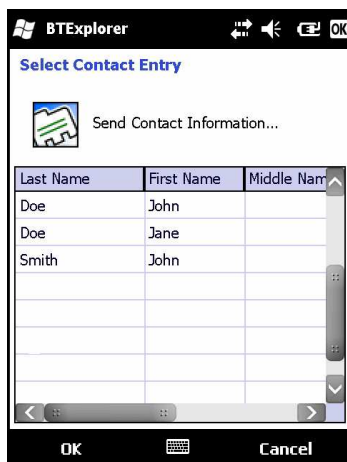 BTExplorer OK
Select Contact Entry
Send Contact Information...
Last Name First Name Middle Nam
Doe John
Doe Jane
Smith John
OK Cancel